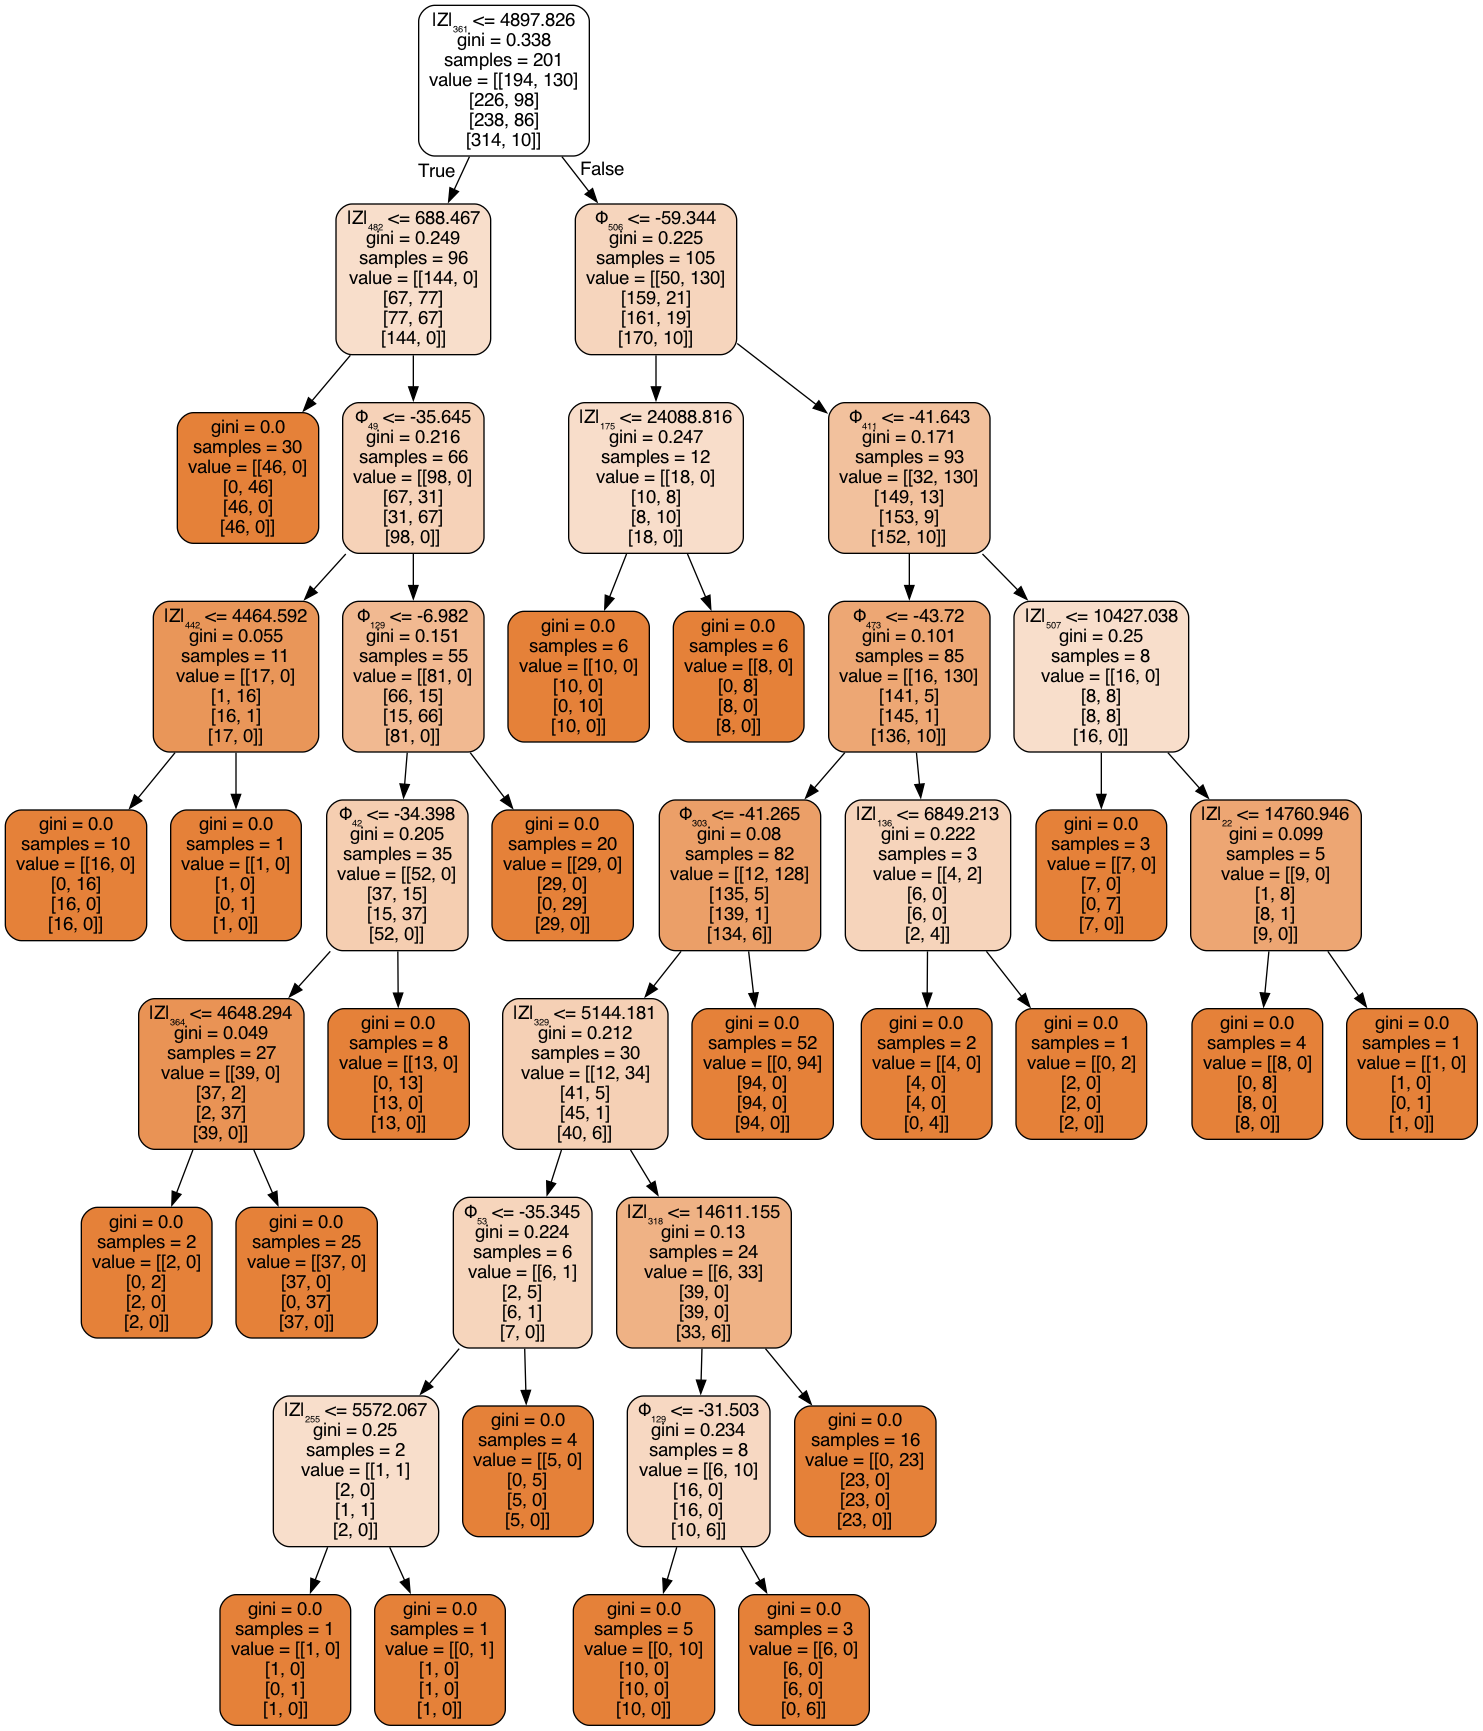 |Z|₃₆₁ <= 4897.826
gini = 0.338
samples = 201
value = [[194, 130]
[226, 98]
[238, 86]
[314, 10]]
True
False
|Z|₄₈₂ <= 688.467
gini = 0.249
samples = 96
value = [[144, 0]
[67, 77]
[77, 67]
[144, 0]]
Φ₅₀₆ <= -59.344
gini = 0.225
samples = 105
value = [[50, 130]
[159, 21]
[161, 19]
[170, 10]]
gini = 0.0
samples = 30
value = [[46, 0]
[0, 46]
[46, 0]
[46, 0]]
Φ₄₉ <= -35.645
gini = 0.216
samples = 66
value = [[98, 0]
[67, 31]
[31, 67]
[98, 0]]
|Z|₁₇₅ <= 24088.816
gini = 0.247
samples = 12
value = [[18, 0]
[10, 8]
[8, 10]
[18, 0]]
Φ₄₁₁ <= -41.643
gini = 0.171
samples = 93
value = [[32, 130]
[149, 13]
[153, 9]
[152, 10]]
|Z|₄₄₂ <= 4464.592
gini = 0.055
samples = 11
value = [[17, 0]
[1, 16]
[16, 1]
[17, 0]]
Φ₁₂₉ <= -6.982
gini = 0.151
samples = 55
value = [[81, 0]
[66, 15]
[15, 66]
[81, 0]]
gini = 0.0
samples = 6
value = [[10, 0]
[10, 0]
[0, 10]
[10, 0]]
gini = 0.0
samples = 6
value = [[8, 0]
[0, 8]
[8, 0]
[8, 0]]
Φ₄₇₃ <= -43.72
gini = 0.101
samples = 85
value = [[16, 130]
[141, 5]
[145, 1]
[136, 10]]
|Z|₅₀₇ <= 10427.038
gini = 0.25
samples = 8
value = [[16, 0]
[8, 8]
[8, 8]
[16, 0]]
gini = 0.0
samples = 10
value = [[16, 0]
[0, 16]
[16, 0]
[16, 0]]
gini = 0.0
samples = 1
value = [[1, 0]
[1, 0]
[0, 1]
[1, 0]]
Φ₄₂ <= -34.398
gini = 0.205
samples = 35
value = [[52, 0]
[37, 15]
[15, 37]
[52, 0]]
gini = 0.0
samples = 20
value = [[29, 0]
[29, 0]
[0, 29]
[29, 0]]
Φ₃₀₃ <= -41.265
gini = 0.08
samples = 82
value = [[12, 128]
[135, 5]
[139, 1]
[134, 6]]
|Z|₁₃₆ <= 6849.213
gini = 0.222
samples = 3
value = [[4, 2]
[6, 0]
[6, 0]
[2, 4]]
gini = 0.0
samples = 3
value = [[7, 0]
[7, 0]
[0, 7]
[7, 0]]
|Z|₂₂ <= 14760.946
gini = 0.099
samples = 5
value = [[9, 0]
[1, 8]
[8, 1]
[9, 0]]
|Z|₃₆₄ <= 4648.294
gini = 0.049
samples = 27
value = [[39, 0]
[37, 2]
[2, 37]
[39, 0]]
gini = 0.0
samples = 8
value = [[13, 0]
[0, 13]
[13, 0]
[13, 0]]
|Z|₃₂₉ <= 5144.181
gini = 0.212
samples = 30
value = [[12, 34]
[41, 5]
[45, 1]
[40, 6]]
gini = 0.0
samples = 52
value = [[0, 94]
[94, 0]
[94, 0]
[94, 0]]
gini = 0.0
samples = 2
value = [[4, 0]
[4, 0]
[4, 0]
[0, 4]]
gini = 0.0
samples = 1
value = [[0, 2]
[2, 0]
[2, 0]
[2, 0]]
gini = 0.0
samples = 4
value = [[8, 0]
[0, 8]
[8, 0]
[8, 0]]
gini = 0.0
samples = 1
value = [[1, 0]
[1, 0]
[0, 1]
[1, 0]]
gini = 0.0
samples = 2
value = [[2, 0]
[0, 2]
[2, 0]
[2, 0]]
gini = 0.0
samples = 25
value = [[37, 0]
[37, 0]
[0, 37]
[37, 0]]
Φ₅₃ <= -35.345
gini = 0.224
samples = 6
value = [[6, 1]
[2, 5]
[6, 1]
[7, 0]]
|Z|₃₁₈ <= 14611.155
gini = 0.13
samples = 24
value = [[6, 33]
[39, 0]
[39, 0]
[33, 6]]
|Z|₂₅₅ <= 5572.067
gini = 0.25
samples = 2
value = [[1, 1]
[2, 0]
[1, 1]
[2, 0]]
gini = 0.0
samples = 4
value = [[5, 0]
[0, 5]
[5, 0]
[5, 0]]
Φ₁₂₉ <= -31.503
gini = 0.234
samples = 8
value = [[6, 10]
[16, 0]
[16, 0]
[10, 6]]
gini = 0.0
samples = 16
value = [[0, 23]
[23, 0]
[23, 0]
[23, 0]]
gini = 0.0
samples = 1
value = [[1, 0]
[1, 0]
[0, 1]
[1, 0]]
gini = 0.0
samples = 1
value = [[0, 1]
[1, 0]
[1, 0]
[1, 0]]
gini = 0.0
samples = 5
value = [[0, 10]
[10, 0]
[10, 0]
[10, 0]]
gini = 0.0
samples = 3
value = [[6, 0]
[6, 0]
[6, 0]
[0, 6]]